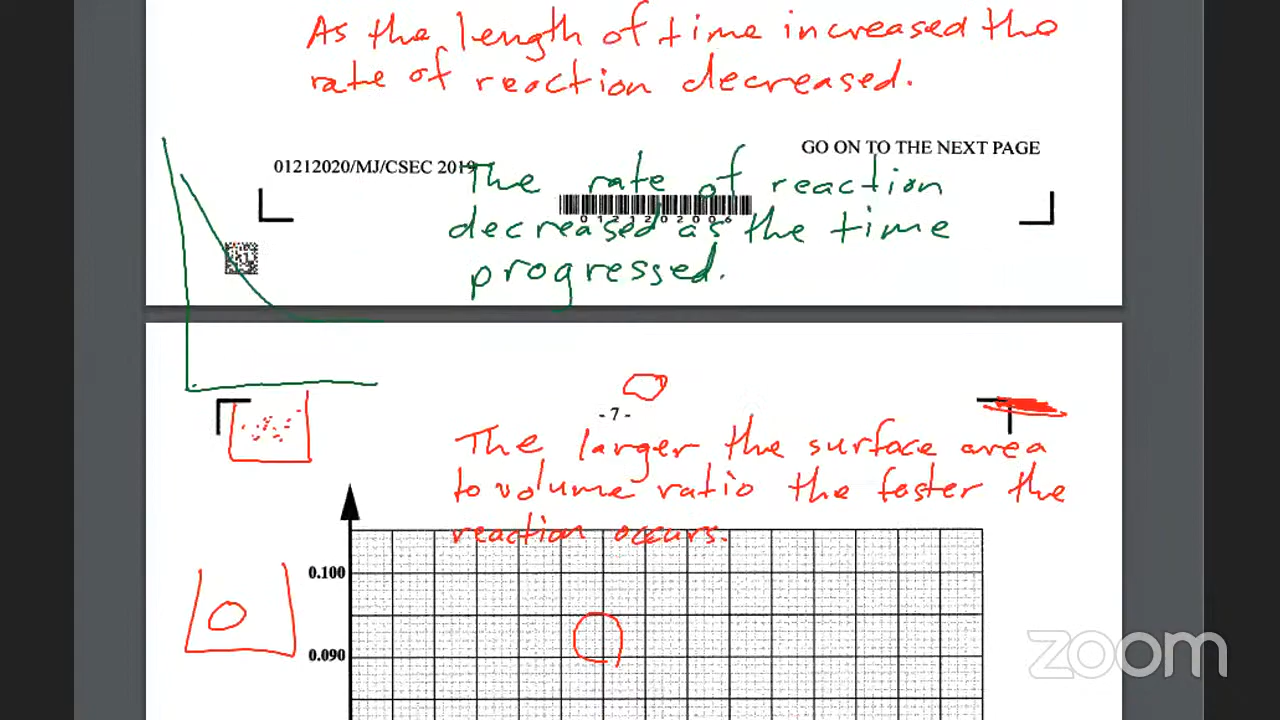 As the length of time increased the
rate of reaction decreased.
GO ON TO THE NEXT PAGE
01212020/MJ/CSEC 2019
The rate of reaction
0121202006
decreased as the time
progressed.
- 7 -
The larger the surface area
to volume ratio the faster the
reaction occurs.
0.100
0.090
zoom